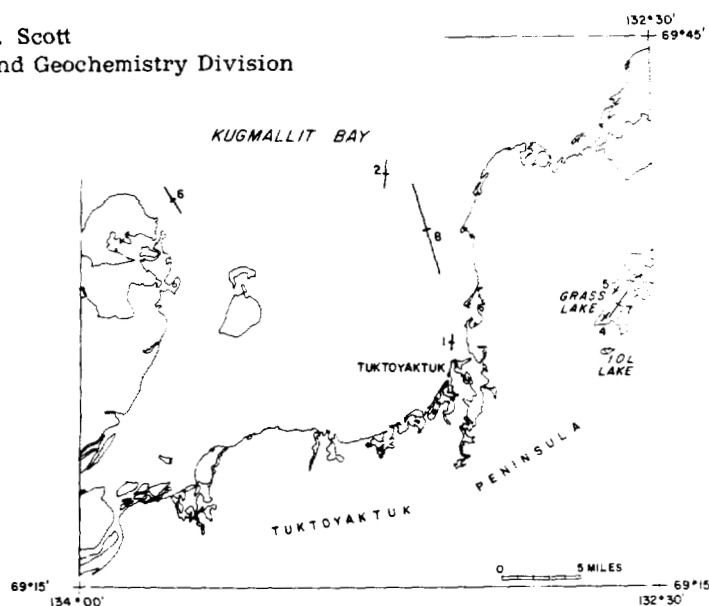 . Scott
nd Geochemistry Division
132°30'
69°45'
KUGMALLIT BAY
2
6
8
5
GRASS
LAKE
7
4
IOL
LAKE
1
TUKTOYAKTUK
PENINSULA
TUKTOYAKTUK
0 5 MILES
69°15'
69°15
134°00'
132°30'